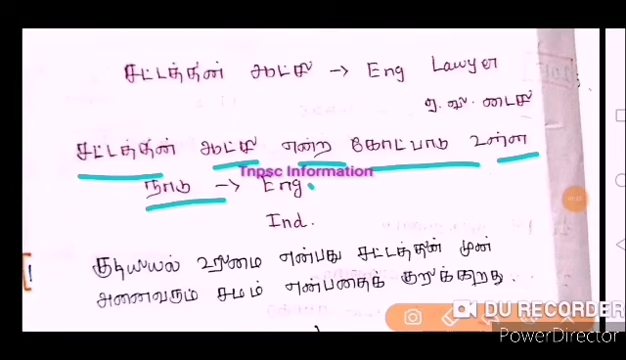 சட்டத்தின் ஆட்சி → Eng Lawyer
ஏ.வி. டைசி
சட்டத்தின் ஆட்சி என்ற கோட்பாடு உள்ள
Tnpsc Information
நாடு → Eng.
Ind.
குடியியல் உரிமை என்பது சட்டத்தின் முன்
அனைவரும் சமம் என்பதைக் குறிக்கிறது.
DU RECORDER
PowerDirector